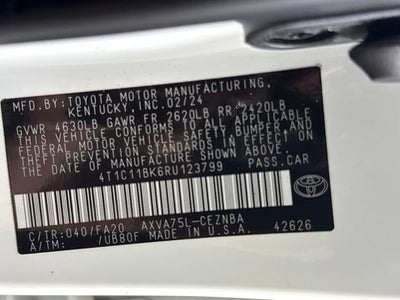 MFD. BY: TOYOTA MOTOR MANUFACTURING,
KENTUCKY, INC. 02/24
GVWR 4630LB GAWR FR 2620LB RR 2420LB
THIS VEHICLE CONFORMS TO ALL APPLICABLE
FEDERAL MOTOR VEHICLE SAFETY, BUMPER, AND
THEFT PREVENTION STANDARDS IN EFFECT ON
THE DATE OF MANUFACTURE SHOWN ABOVE.
4T1C11BK6RU123799 PASS.CAR
C/TR:040/FA20 AXVA75L-CEZNBA
A/TM: /UB80F MADE IN U.S.A. 42626